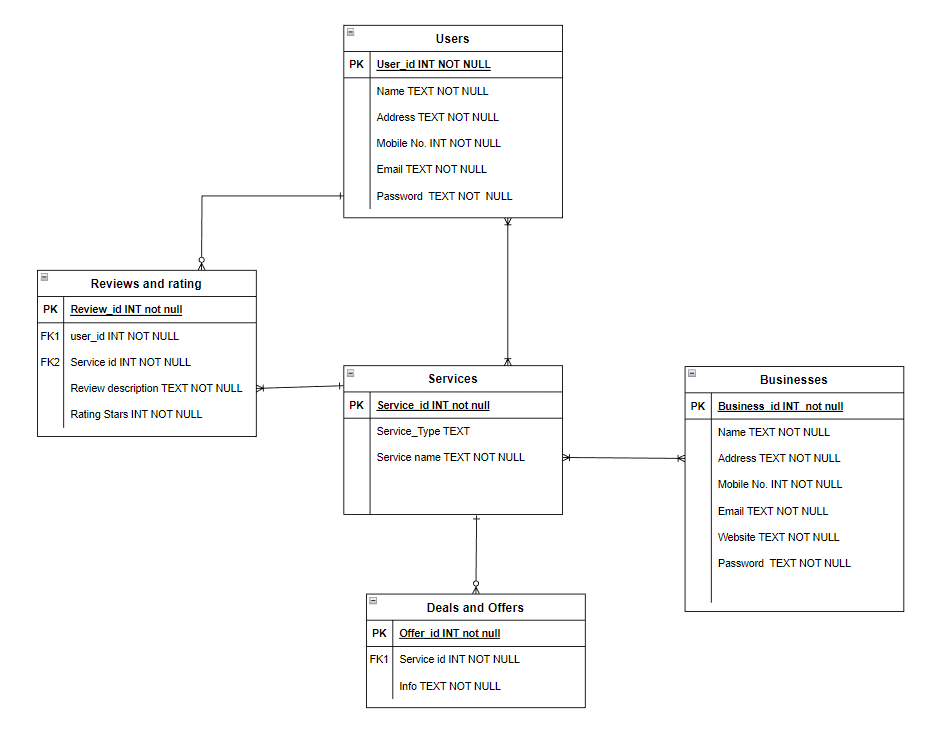 Users
PK User_id INT NOT NULL
Name TEXT NOT NULL
Address TEXT NOT NULL
Mobile No. INT NOT NULL
Email TEXT NOT NULL
Password  TEXT NOT  NULL
Reviews and rating
PK Review_id INT not null
FK1 user_id INT NOT NULL
FK2 Service id INT NOT NULL
Review description TEXT NOT NULL
Rating Stars INT NOT NULL
Services
PK Service_id INT not null
Service_Type TEXT
Service name TEXT NOT NULL
Businesses
PK Business_id INT  not null
Name TEXT NOT NULL
Address TEXT NOT NULL
Mobile No. INT NOT NULL
Email TEXT NOT NULL
Website TEXT NOT NULL
Password  TEXT NOT NULL
Deals and Offers
PK Offer_id INT not null
FK1 Service id INT NOT NULL
Info TEXT NOT NULL